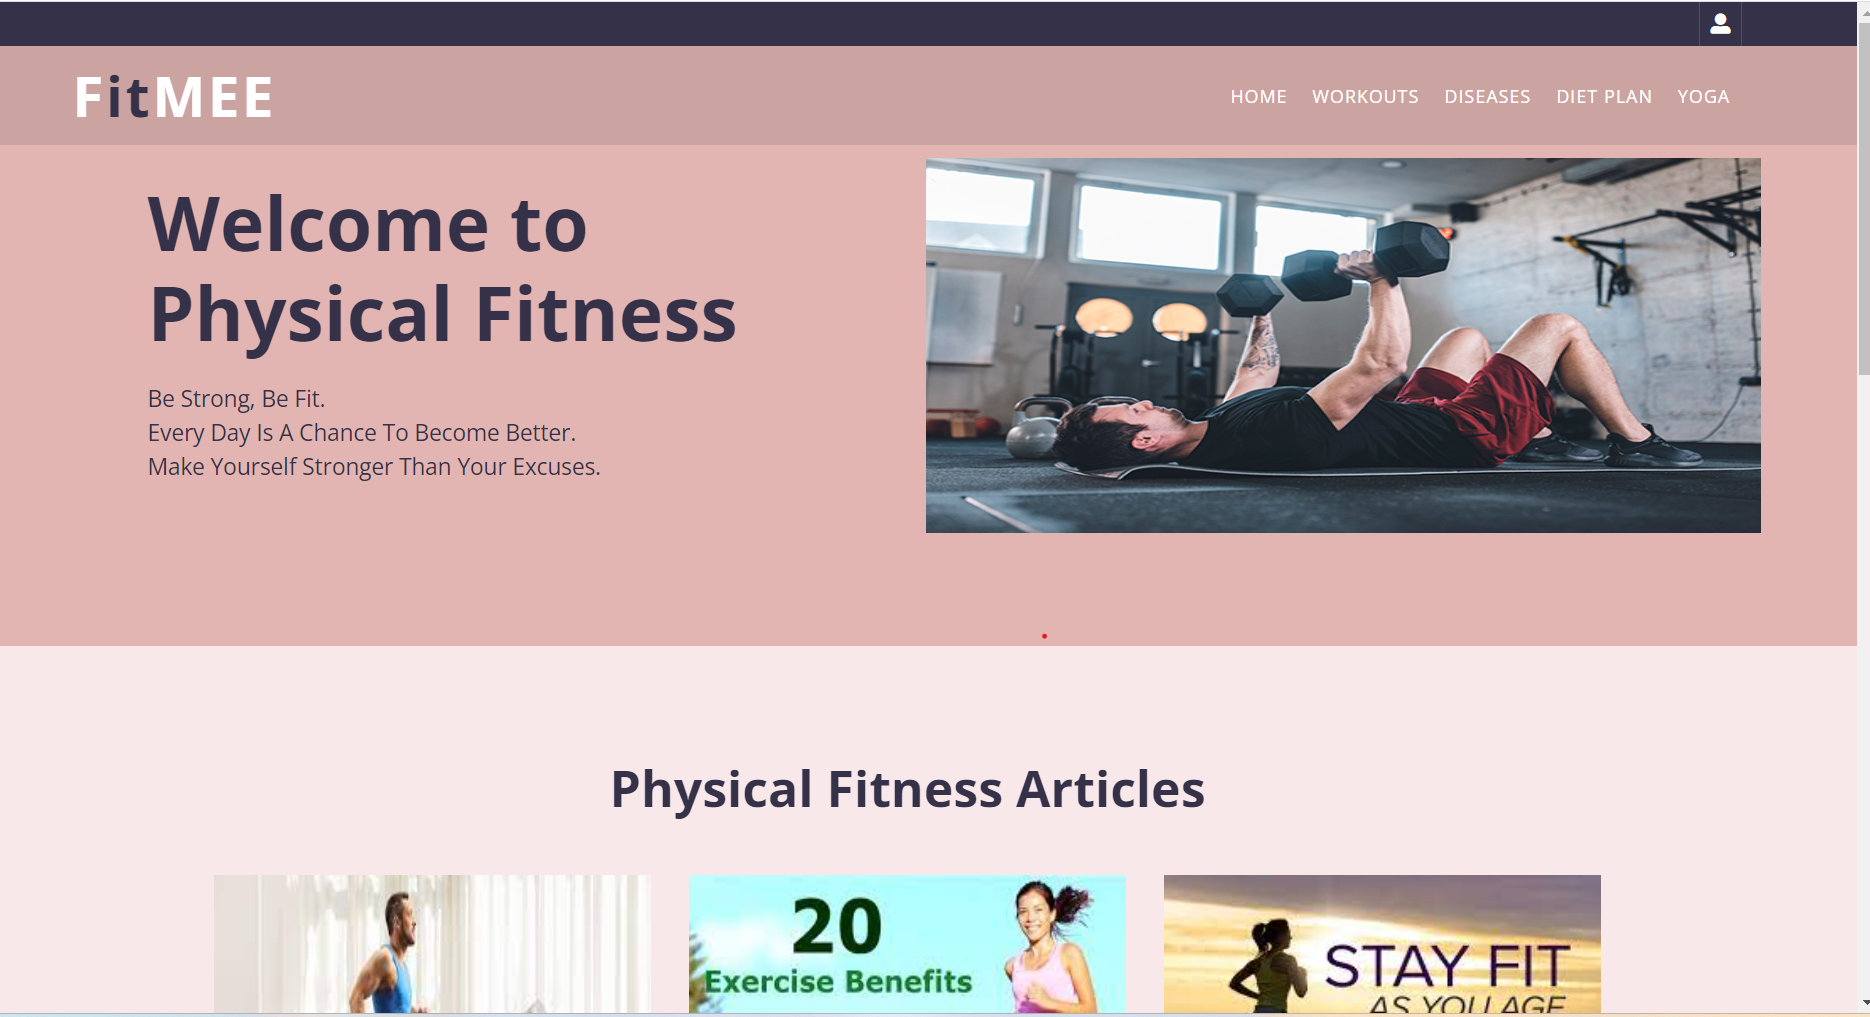 FitMEE
HOME WORKOUTS DISEASES DIET PLAN YOGA
Welcome to
Physical Fitness
Be Strong, Be Fit.
Every Day Is A Chance To Become Better.
Make Yourself Stronger Than Your Excuses.
Physical Fitness Articles
20
Exercise Benefits
STAY FIT
AS YOU AGE